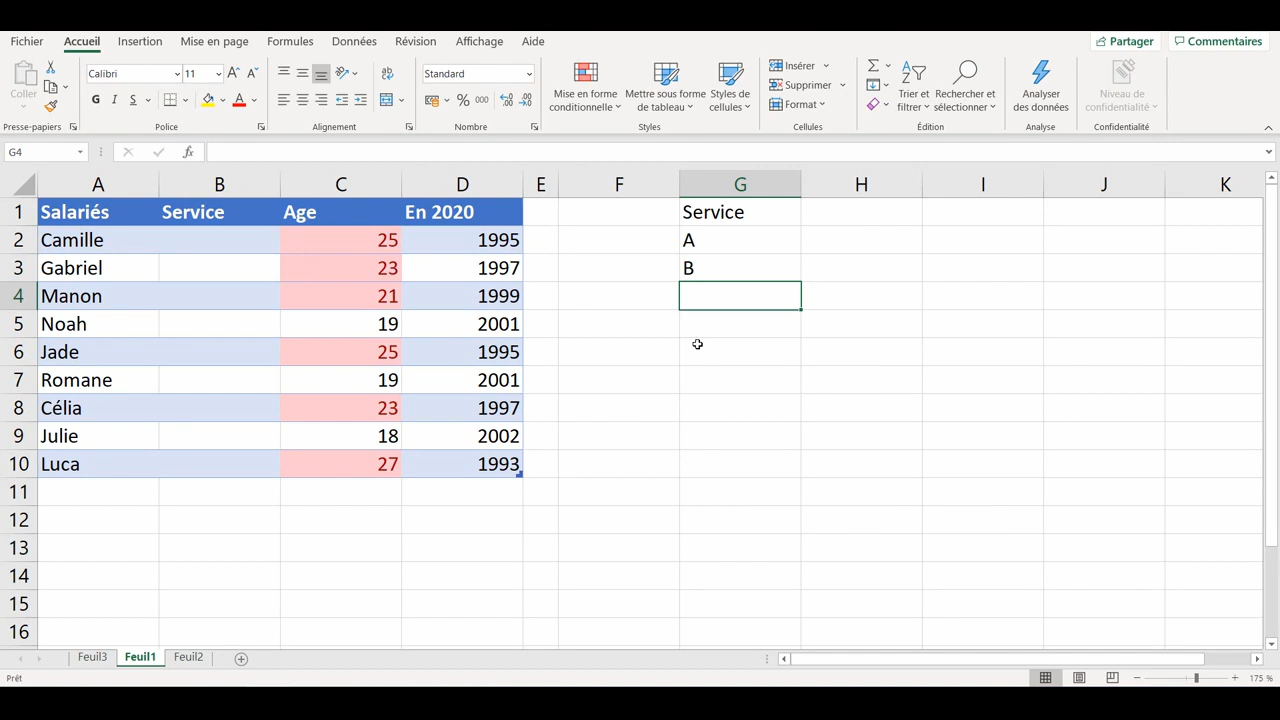 Fichier Accueil Insertion Mise en page Formules Données Révision Affichage Aide Partager Commentaires
Coller
Calibri 11
G I S
Standard
% 000
Mise en forme conditionnelle
Mettre sous forme de tableau
Styles de cellules
Insérer
Supprimer
Format
Trier et filtrer
Rechercher et sélectionner
Analyser des données
Niveau de confidentialité
Presse-papiers Police Alignement Nombre Styles Cellules Édition Analyse Confidentialité
G4 fx
A B C D E F G H I J K
1 Salariés Service Age En 2020 Service
2 Camille 25 1995 A
3 Gabriel 23 1997 B
4 Manon 21 1999
5 Noah 19 2001
6 Jade 25 1995
7 Romane 19 2001
8 Célia 23 1997
9 Julie 18 2002
10 Luca 27 1993
11
12
13
14
15
16
Feuil3 Feuil1 Feuil2
Prêt 175 %